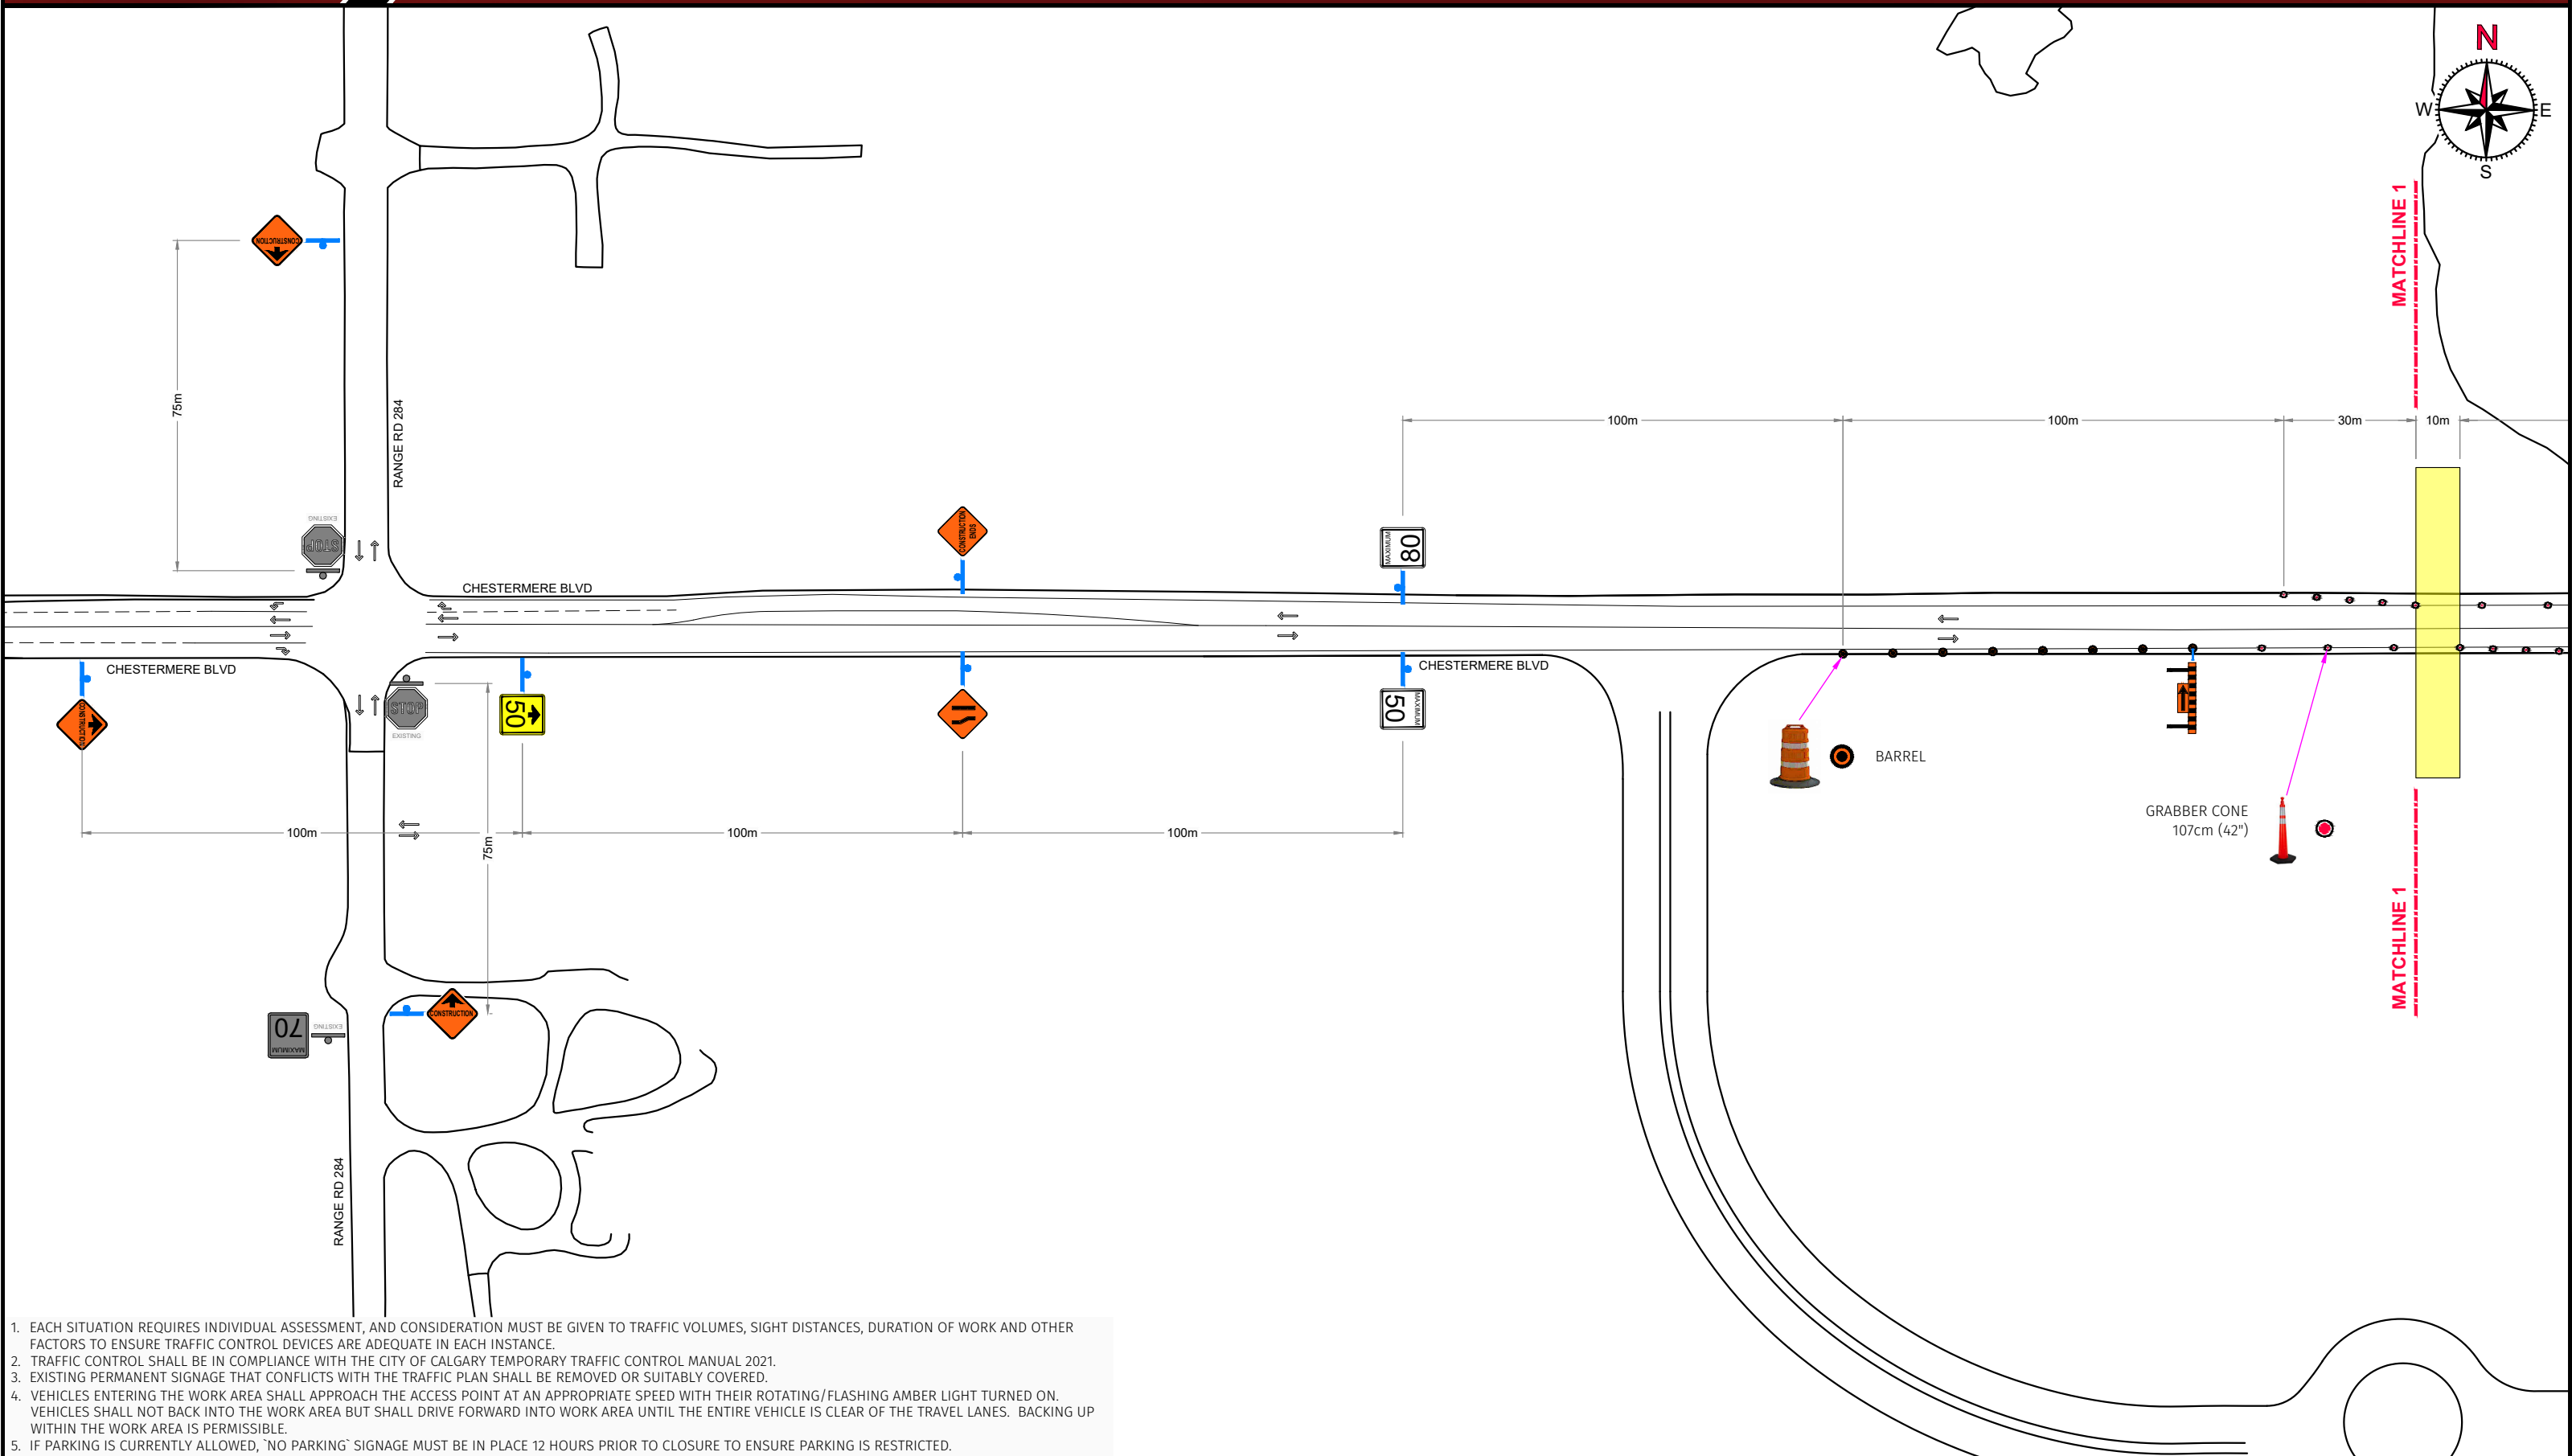 N
W
E
S
MATCHLINE 1
CONSTRUCTION
75m
RANGE RD 284
EXISTING
STOP
CHESTERMERE BLVD
CONSTRUCTION
ENDS
MAXIMUM
80
100m
100m
30m
10m
CHESTERMERE BLVD
CONSTRUCTION
STOP
EXISTING
50
MAXIMUM
50
CHESTERMERE BLVD
BARREL
GRABBER CONE
107cm (42")
100m
100m
100m
75m
MATCHLINE 1
CONSTRUCTION
MAXIMUM
70
EXISTING
RANGE RD 284
1. EACH SITUATION REQUIRES INDIVIDUAL ASSESSMENT, AND CONSIDERATION MUST BE GIVEN TO TRAFFIC VOLUMES, SIGHT DISTANCES, DURATION OF WORK AND OTHER
FACTORS TO ENSURE TRAFFIC CONTROL DEVICES ARE ADEQUATE IN EACH INSTANCE.
2. TRAFFIC CONTROL SHALL BE IN COMPLIANCE WITH THE CITY OF CALGARY TEMPORARY TRAFFIC CONTROL MANUAL 2021.
3. EXISTING PERMANENT SIGNAGE THAT CONFLICTS WITH THE TRAFFIC PLAN SHALL BE REMOVED OR SUITABLY COVERED.
4. VEHICLES ENTERING THE WORK AREA SHALL APPROACH THE ACCESS POINT AT AN APPROPRIATE SPEED WITH THEIR ROTATING/FLASHING AMBER LIGHT TURNED ON.
VEHICLES SHALL NOT BACK INTO THE WORK AREA BUT SHALL DRIVE FORWARD INTO WORK AREA UNTIL THE ENTIRE VEHICLE IS CLEAR OF THE TRAVEL LANES. BACKING UP
WITHIN THE WORK AREA IS PERMISSIBLE.
5. IF PARKING IS CURRENTLY ALLOWED, `NO PARKING` SIGNAGE MUST BE IN PLACE 12 HOURS PRIOR TO CLOSURE TO ENSURE PARKING IS RESTRICTED.